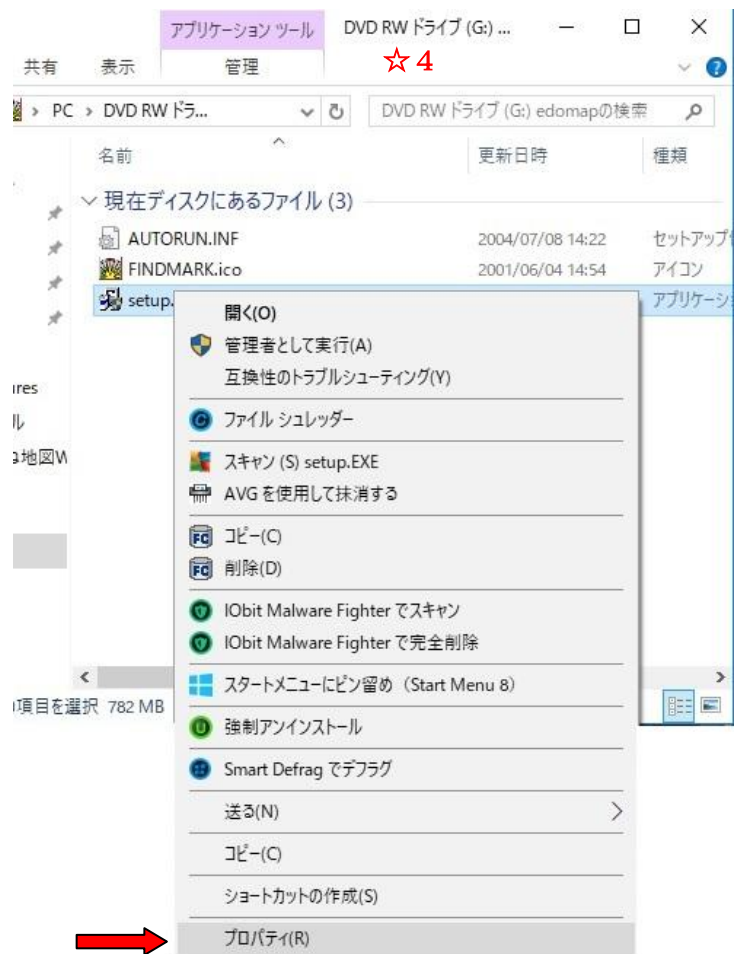 アプリケーション ツール
DVD RW ドライブ (G:) ...
☆4
共有
表示
管理
PC › DVD RW ドラ...
DVD RW ドライブ (G:) edomapの検索
名前
更新日時
種類
現在ディスクにあるファイル (3)
AUTORUN.INF
2004/07/08 14:22
セットアップ
FINDMARK.ico
2001/06/04 14:54
アイコン
setup.
アプリケーシ
開く(O)
管理者として実行(A)
互換性のトラブルシューティング(Y)
ures
ル
地図W
ファイル シュレッダー
スキャン (S) setup.EXE
AVG を使用して抹消する
コピー(C)
削除(D)
IObit Malware Fighter でスキャン
IObit Malware Fighter で完全削除
スタートメニューにピン留め（Start Menu 8）
項目を選択 782 MB
強制アンインストール
Smart Defrag でデフラグ
送る(N)
コピー(C)
ショートカットの作成(S)
プロパティ(R)